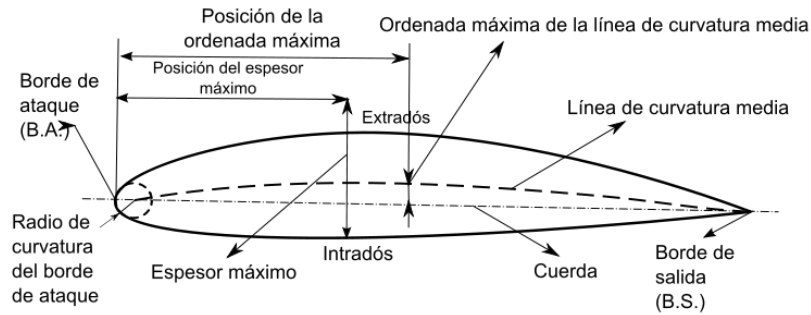 Posición de la
ordenada máxima
Ordenada máxima de la línea de curvatura media
Posición del espesor
máximo
Borde de
ataque
(B.A.)
Extradós
Línea de curvatura media
Radio de
curvatura
del borde
de ataque
Espesor máximo
Intradós
Cuerda
Borde de
salida
(B.S.)